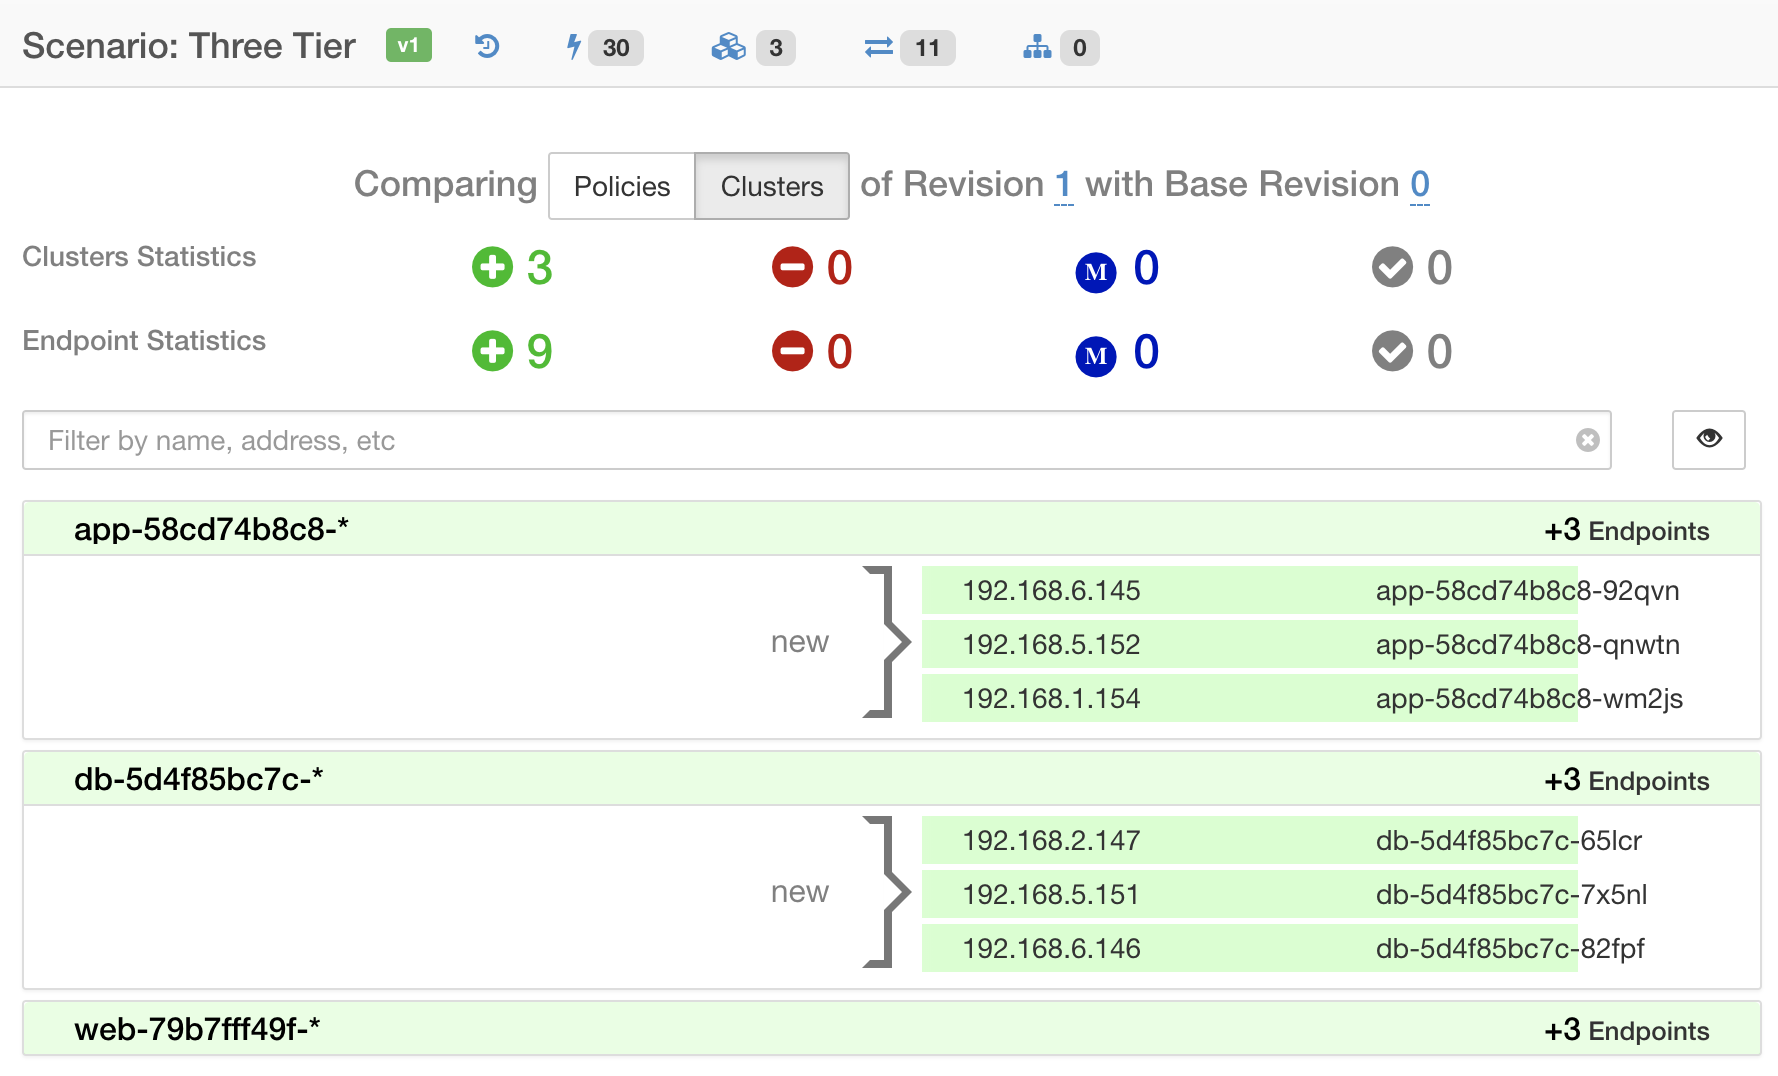 Scenario: Three Tier v1 30 3 11 0
Comparing Policies Clusters of Revision 1 with Base Revision 0
Clusters Statistics 3 0 M 0 0
Endpoint Statistics 9 0 M 0 0
Filter by name, address, etc
app-58cd74b8c8-* +3 Endpoints
192.168.6.145 app-58cd74b8c8-92qvn
new 192.168.5.152 app-58cd74b8c8-qnwtn
192.168.1.154 app-58cd74b8c8-wm2js
db-5d4f85bc7c-* +3 Endpoints
192.168.2.147 db-5d4f85bc7c-65lcr
new 192.168.5.151 db-5d4f85bc7c-7x5nl
192.168.6.146 db-5d4f85bc7c-82fpf
web-79b7fff49f-* +3 Endpoints